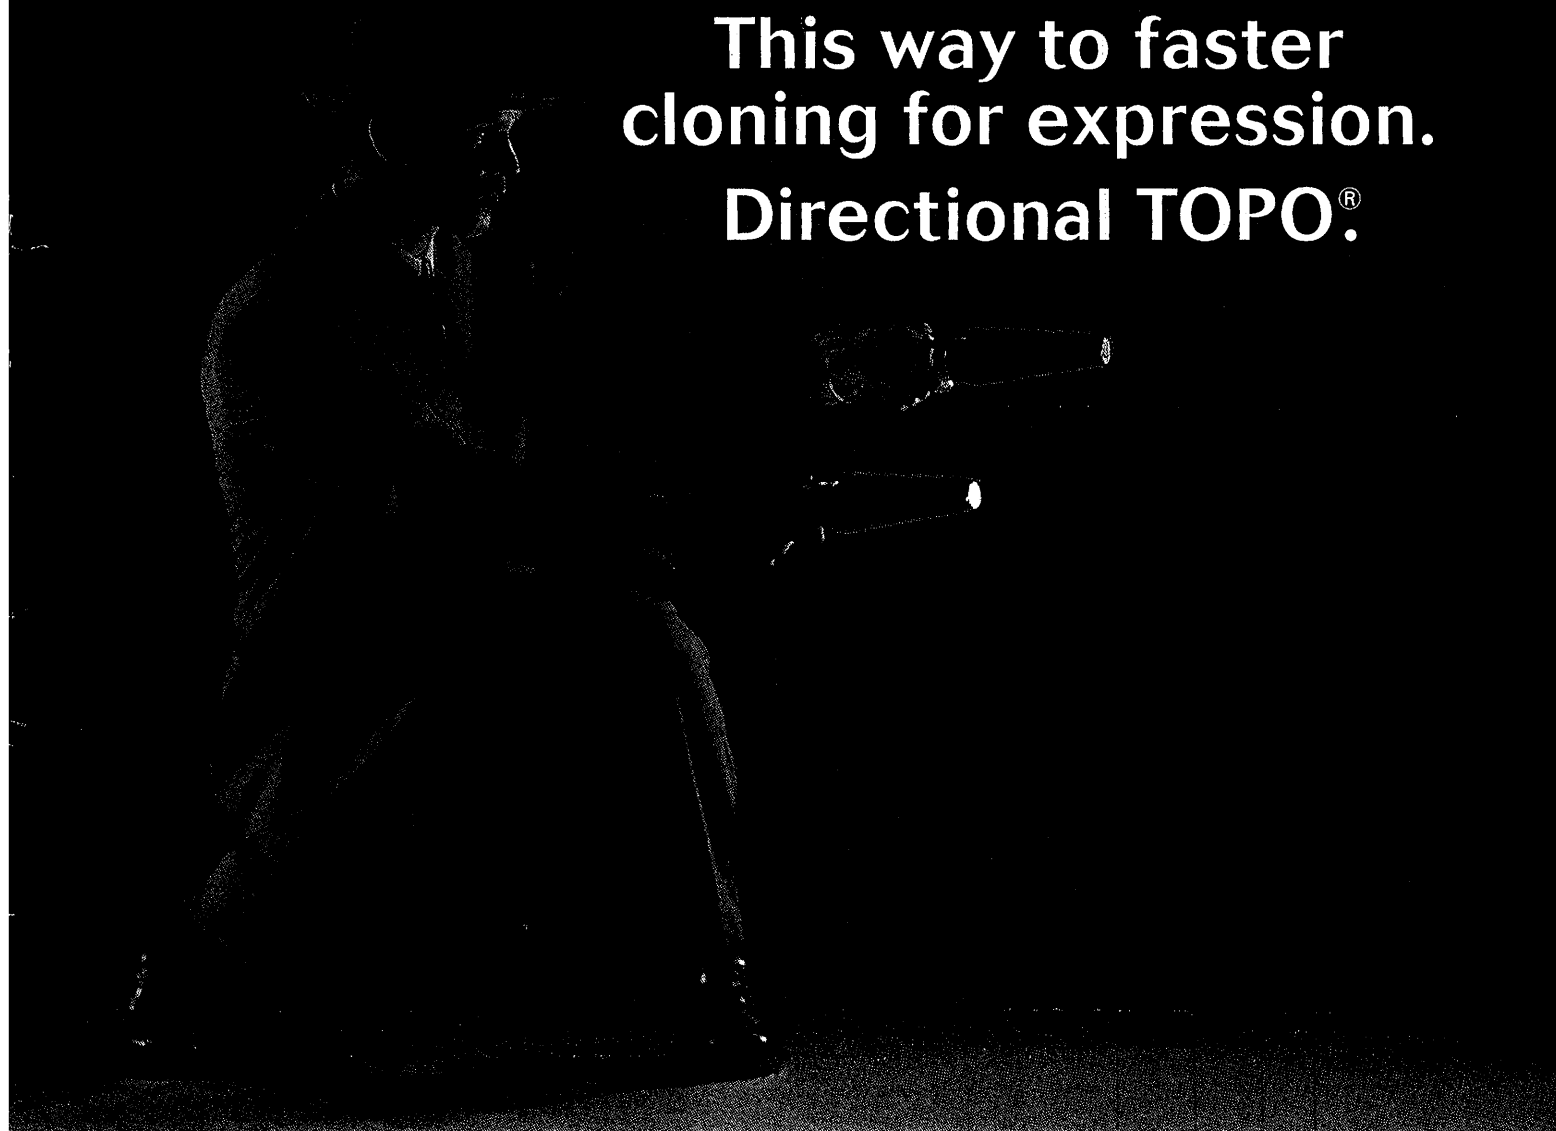 This way to faster
cloning for expression.
Directional TOPO®.